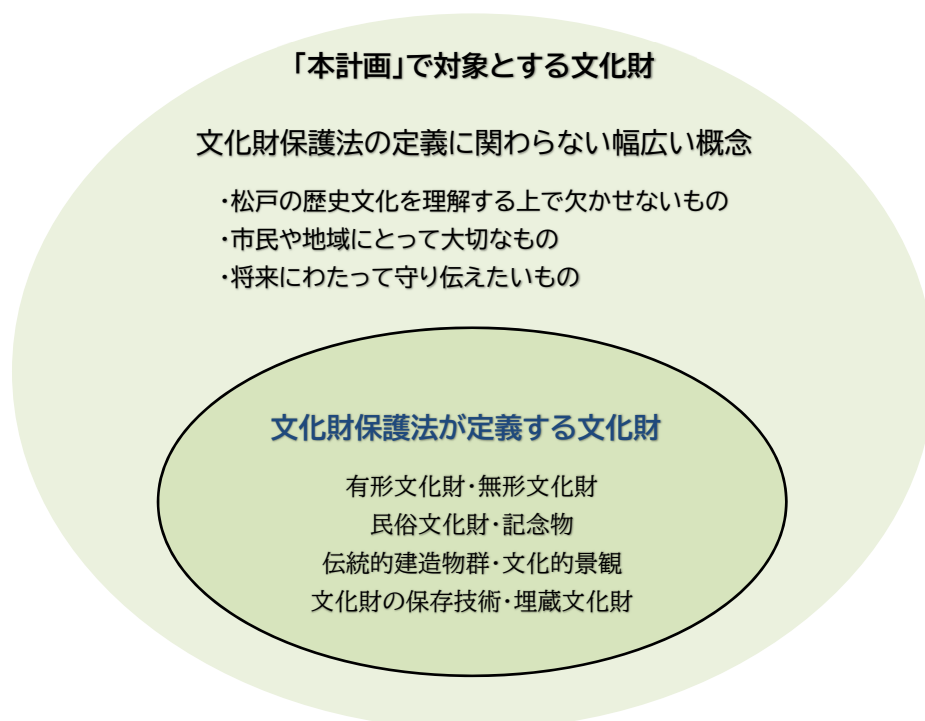 「本計画」で対象とする文化財
文化財保護法の定義に関わらない幅広い概念
・松戸の歴史文化を理解する上で欠かせないもの
・市民や地域にとって大切なもの
・将来にわたって守り伝えたいもの
文化財保護法が定義する文化財
有形文化財・無形文化財
民俗文化財・記念物
伝統的建造物群・文化的景観
文化財の保存技術・埋蔵文化財